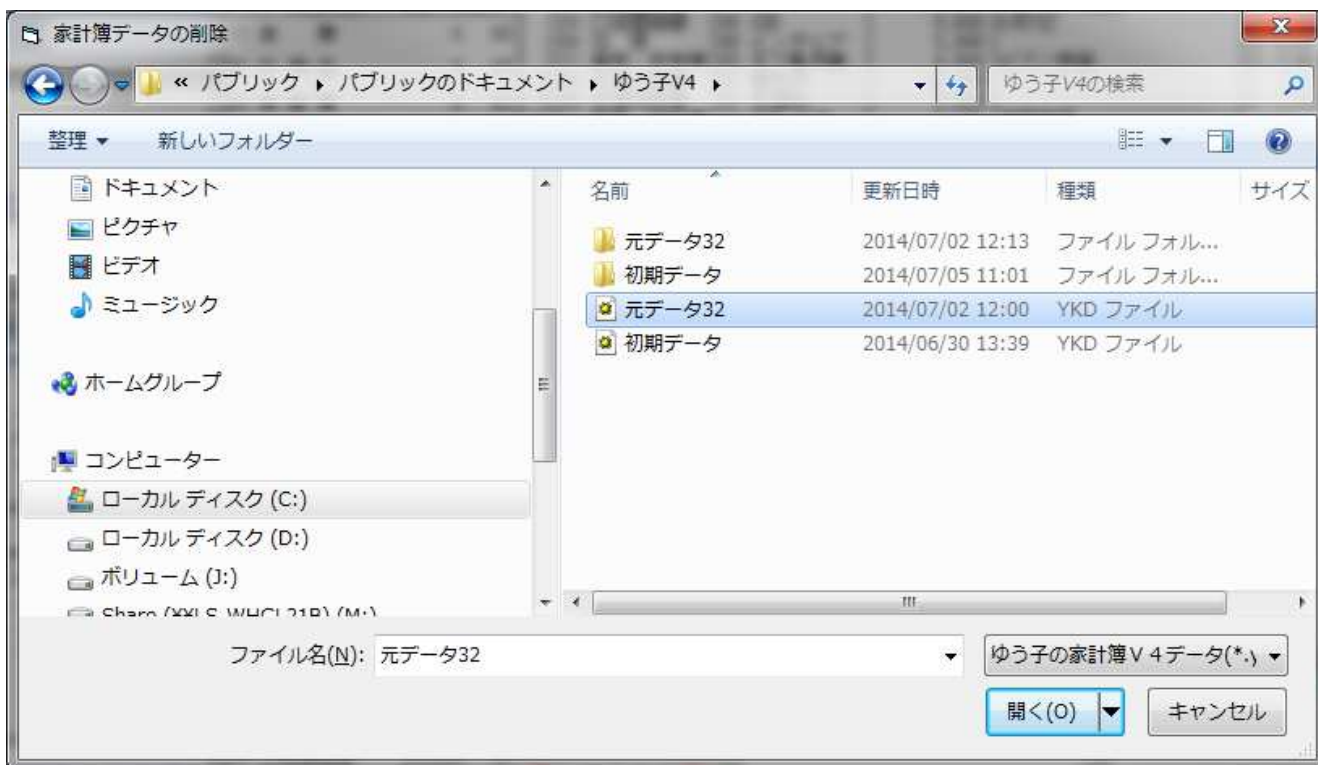 家計簿データの削除
« パブリック ▸ パブリックのドキュメント ▸ ゆう子V4 ▸
ゆう子V4の検索
整理 ▼ 新しいフォルダー
ドキュメント
ピクチャ
ビデオ
ミュージック
ホームグループ
コンピューター
ローカル ディスク (C:)
ローカル ディスク (D:)
ボリューム (J:)
名前 更新日時 種類 サイズ
元データ32 2014/07/02 12:13 ファイル フォル...
初期データ 2014/07/05 11:01 ファイル フォル...
元データ32 2014/07/02 12:00 YKD ファイル
初期データ 2014/06/30 13:39 YKD ファイル
ファイル名(N): 元データ32
ゆう子の家計簿V4データ(*.y
開く(O) キャンセル